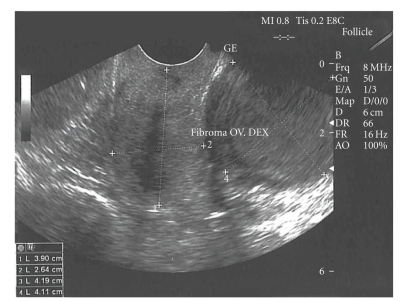 MI 0.8 Tis 0.2 E8C
Follicle
GE
B
Frq 8 MHz
Gn 50
E/A 1/3
Map D/0/0
D 6 cm
DR 66
FR 16 Hz
AO 100%
0
2
6
Fibroma OV. DEX
2
4
1 L 3.90 cm
2 L 2.64 cm
3 L 4.19 cm
4 L 4.11 cm